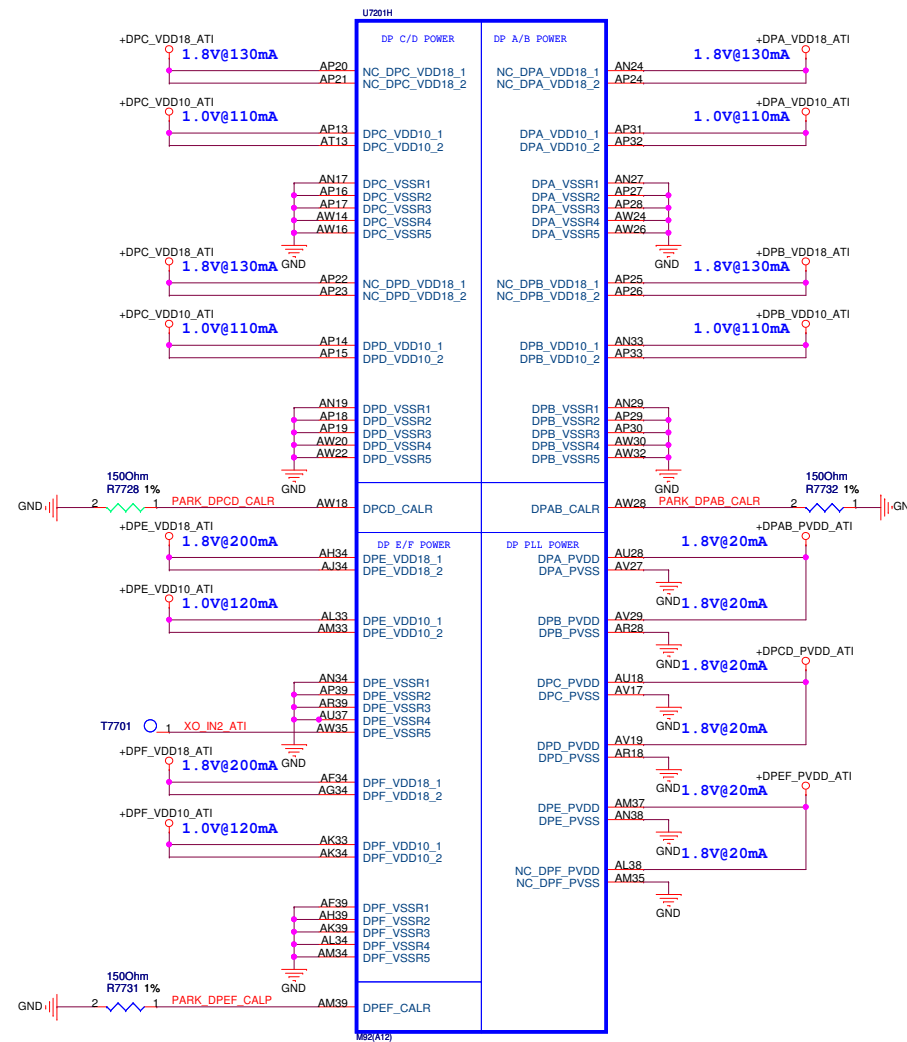 U7201H
DP C/D POWER DP A/B POWER
+DPC_VDD18_ATI
1.8V@130mA
AP20 NC_DPC_VDD18_1
AP21 NC_DPC_VDD18_2
+DPC_VDD10_ATI
1.0V@110mA
AP13 DPC_VDD10_1
AT13 DPC_VDD10_2
AN17 DPC_VSSR1
AP16 DPC_VSSR2
AP17 DPC_VSSR3
AW14 DPC_VSSR4
AW16 DPC_VSSR5
GND
+DPC_VDD18_ATI
1.8V@130mA
AP22 NC_DPD_VDD18_1
AP23 NC_DPD_VDD18_2
+DPC_VDD10_ATI
1.0V@110mA
AP14 DPD_VDD10_1
AP15 DPD_VDD10_2
AN19 DPD_VSSR1
AP18 DPD_VSSR2
AP19 DPD_VSSR3
AW20 DPD_VSSR4
AW22 DPD_VSSR5
GND
150Ohm
R7728 1%
GND 2 1 PARK_DPCD_CALR AW18 DPCD_CALR
+DPE_VDD18_ATI
1.8V@200mA
DP E/F POWER
AH34 DPE_VDD18_1
AJ34 DPE_VDD18_2
+DPE_VDD10_ATI
1.0V@120mA
AL33 DPE_VDD10_1
AM33 DPE_VDD10_2
AN34 DPE_VSSR1
AP39 DPE_VSSR2
AR39 DPE_VSSR3
AU37 DPE_VSSR4
T7701 1 XO_IN2_ATI AW35 DPE_VSSR5
GND
+DPF_VDD18_ATI
1.8V@200mA
AF34 DPF_VDD18_1
AG34 DPF_VDD18_2
+DPF_VDD10_ATI
1.0V@120mA
AK33 DPF_VDD10_1
AK34 DPF_VDD10_2
AF39 DPF_VSSR1
AH39 DPF_VSSR2
AK39 DPF_VSSR3
AL34 DPF_VSSR4
AM34 DPF_VSSR5
GND
150Ohm
R7731 1%
GND 2 1 PARK_DPEF_CALP AM39 DPEF_CALR
M92(A12)
+DPA_VDD18_ATI
1.8V@130mA
NC_DPA_VDD18_1 AN24
NC_DPA_VDD18_2 AP24
+DPA_VDD10_ATI
1.0V@110mA
DPA_VDD10_1 AP31
DPA_VDD10_2 AP32
DPA_VSSR1 AN27
DPA_VSSR2 AP27
DPA_VSSR3 AP28
DPA_VSSR4 AW24
DPA_VSSR5 AW26
GND
+DPB_VDD18_ATI
1.8V@130mA
NC_DPB_VDD18_1 AP25
NC_DPB_VDD18_2 AP26
+DPB_VDD10_ATI
1.0V@110mA
DPB_VDD10_1 AN33
DPB_VDD10_2 AP33
DPB_VSSR1 AN29
DPB_VSSR2 AP29
DPB_VSSR3 AP30
DPB_VSSR4 AW30
DPB_VSSR5 AW32
GND
150Ohm
R7732 1%
DPAB_CALR AW28 PARK_DPAB_CALR 2 1
DP PLL POWER
+DPAB_PVDD_ATI
1.8V@20mA
DPA_PVDD AU28
DPA_PVSS AV27
GND 1.8V@20mA
DPB_PVDD AV29
DPB_PVSS AR28
GND 1.8V@20mA
+DPCD_PVDD_ATI
DPC_PVDD AU18
DPC_PVSS AV17
GND 1.8V@20mA
DPD_PVDD AV19
DPD_PVSS AR18
GND 1.8V@20mA
+DPEF_PVDD_ATI
DPE_PVDD AM37
DPE_PVSS AN38
GND 1.8V@20mA
NC_DPF_PVDD AL38
NC_DPF_PVSS AM35
GND